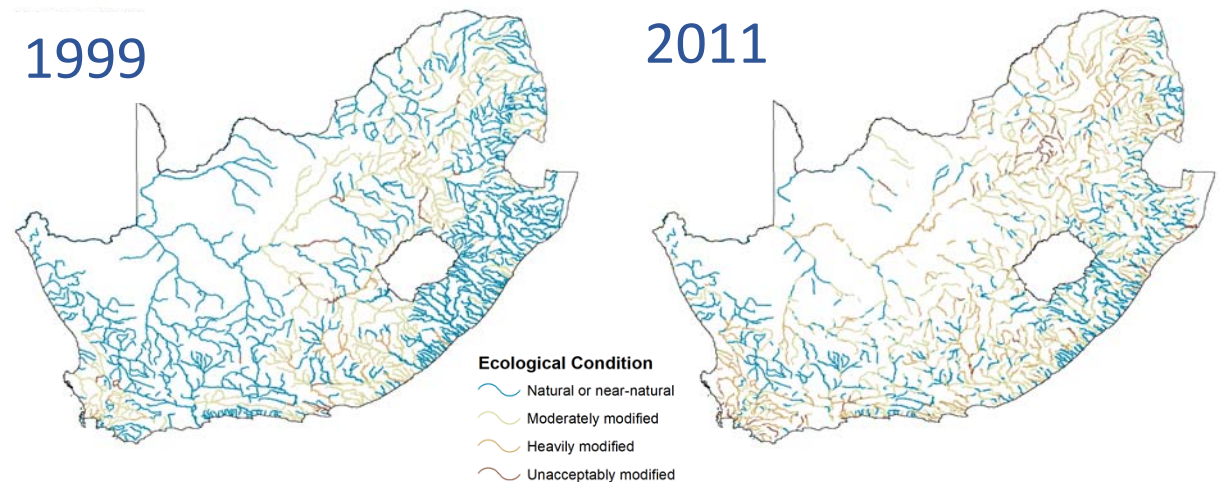 1999
2011
Ecological Condition
Natural or near-natural
Moderately modified
Heavily modified
Unacceptably modified